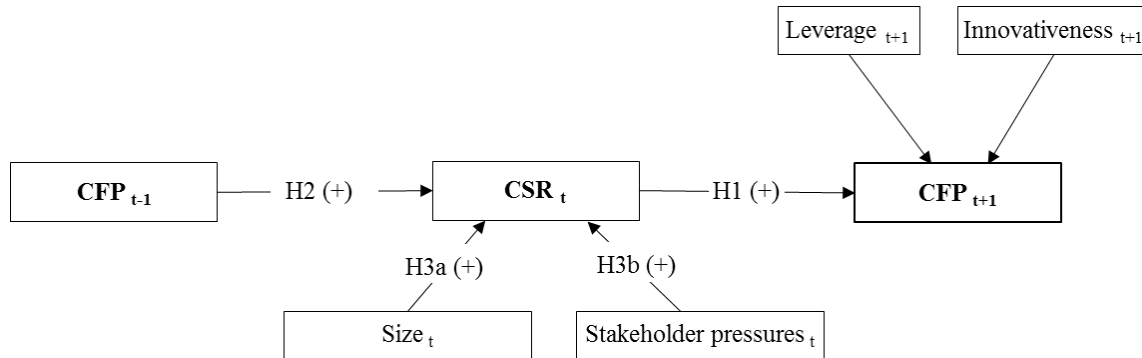 Leverage t+1
Innovativeness t+1
CFP t-1
H2 (+)
CSR t
H1 (+)
CFP t+1
H3a (+)
H3b (+)
Size t
Stakeholder pressures t